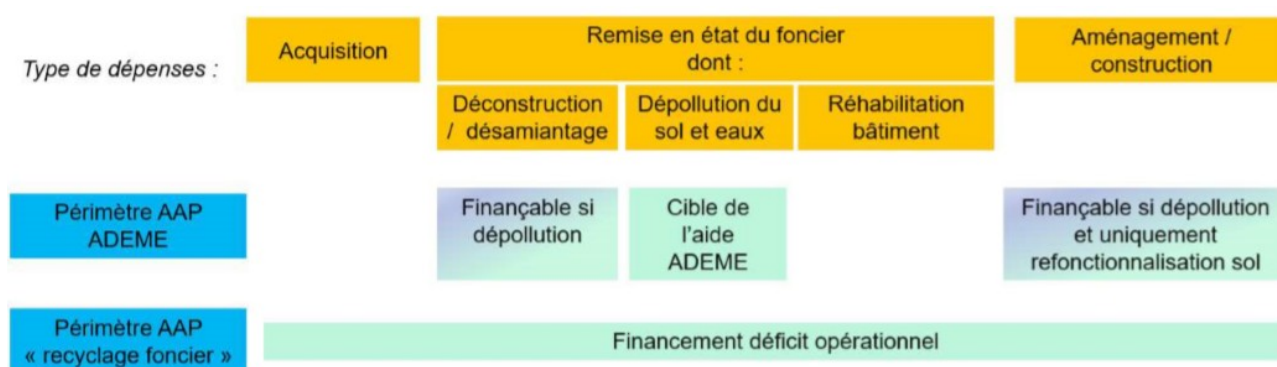 Type de dépenses :
Acquisition
Remise en état du foncier
dont :
Aménagement /
construction
Déconstruction
/ désamiantage
Dépollution du
sol et eaux
Réhabilitation
bâtiment
Périmètre AAP
ADEME
Finançable si
dépollution
Cible de
l'aide
ADEME
Finançable si dépollution
et uniquement
refonctionnalisation sol
Périmètre AAP
« recyclage foncier »
Financement déficit opérationnel